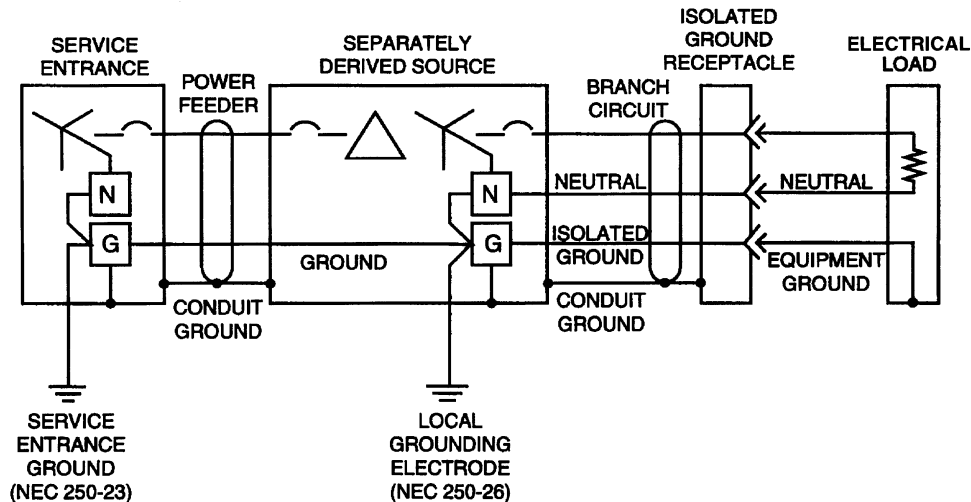 SERVICE
ENTRANCE
POWER
FEEDER
SEPARATELY
DERIVED SOURCE
BRANCH
CIRCUIT
ISOLATED
GROUND
RECEPTACLE
ELECTRICAL
LOAD
N
G
GROUND
CONDUIT
GROUND
N
G
NEUTRAL
ISOLATED
GROUND
CONDUIT
GROUND
NEUTRAL
EQUIPMENT
GROUND
SERVICE
ENTRANCE
GROUND
(NEC 250-23)
LOCAL
GROUNDING
ELECTRODE
(NEC 250-26)